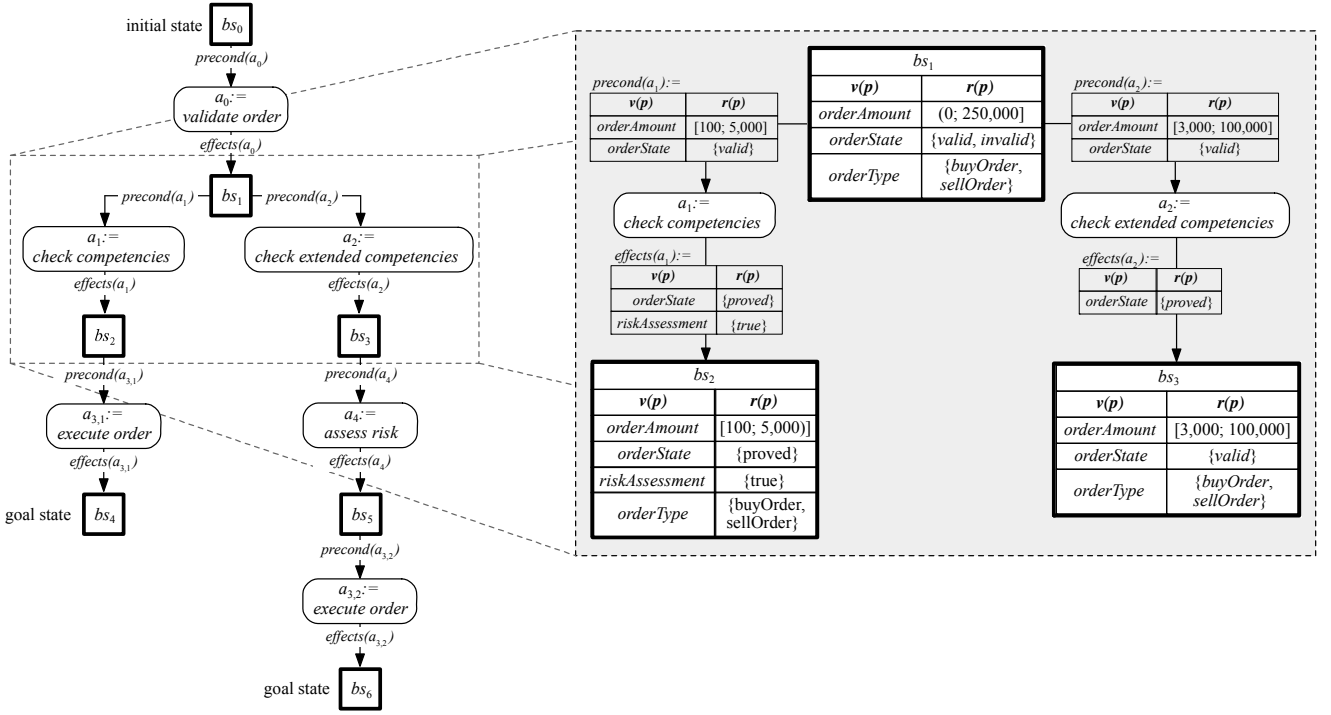 initial state
bs0
precond(a0)
a0:=
validate order
effects(a0)
bs1
precond(a1)
precond(a2)
a1:=
check competencies
a2:=
check extended competencies
effects(a1)
effects(a2)
bs2
bs3
precond(a3,1)
precond(a4)
a3,1:=
execute order
a4:=
assess risk
effects(a3,1)
effects(a4)
goal state
bs4
bs5
precond(a3,2)
a3,2:=
execute order
effects(a3,2)
goal state
bs6
precond(a1):=
v(p) r(p)
orderAmount [100; 5,000]
orderState {valid}
bs1
v(p) r(p)
orderAmount (0; 250,000]
orderState {valid, invalid}
orderType {buyOrder,
sellOrder}
precond(a2):=
v(p) r(p)
orderAmount [3,000; 100,000]
orderState {valid}
a1:=
check competencies
a2:=
check extended competencies
effects(a1):=
v(p) r(p)
orderState {proved}
riskAssessment {true}
effects(a2):=
v(p) r(p)
orderState {proved}
bs2
v(p) r(p)
orderAmount [100; 5,000)]
orderState {proved}
riskAssessment {true}
orderType {buyOrder,
sellOrder}
bs3
v(p) r(p)
orderAmount [3,000; 100,000]
orderState {valid}
orderType {buyOrder,
sellOrder}